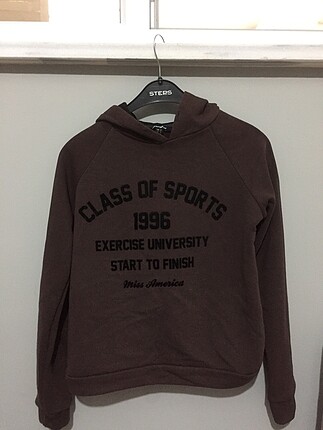 STERS
CLASS OF SPORTS
1996
EXERCISE UNIVERSITY
START TO FINISH
Miss America